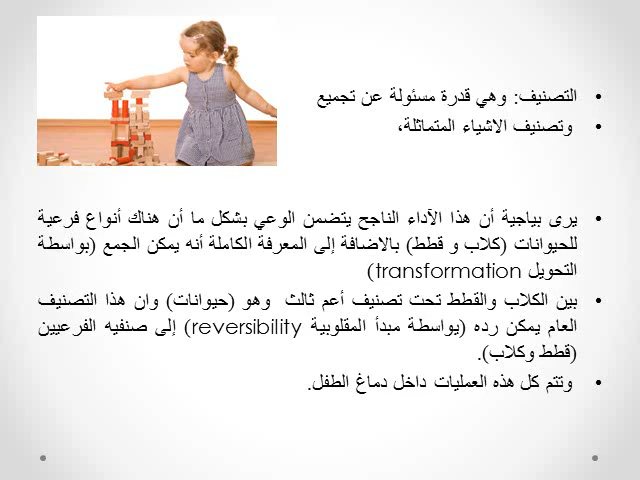 • التصنيف: وهي قدرة مسئولة عن تجميع
• وتصنيف الاشياء المتماثلة،
• يرى بياجية أن هذا الآداء الناجح يتضمن الوعي بشكل ما أن هناك أنواع فرعية
للحيوانات (كلاب و قطط) بالاضافة إلى المعرفة الكاملة أنه يمكن الجمع (بواسطة
التحويل transformation)
• بين الكلاب والقطط تحت تصنيف أعم ثالث وهو (حيوانات) وان هذا التصنيف
العام يمكن رده (يواسطة مبدأ المقلوبية reversibility) إلى صنفيه الفرعيين
(قطط وكلاب).
• وتتم كل هذه العمليات داخل دماغ الطفل.